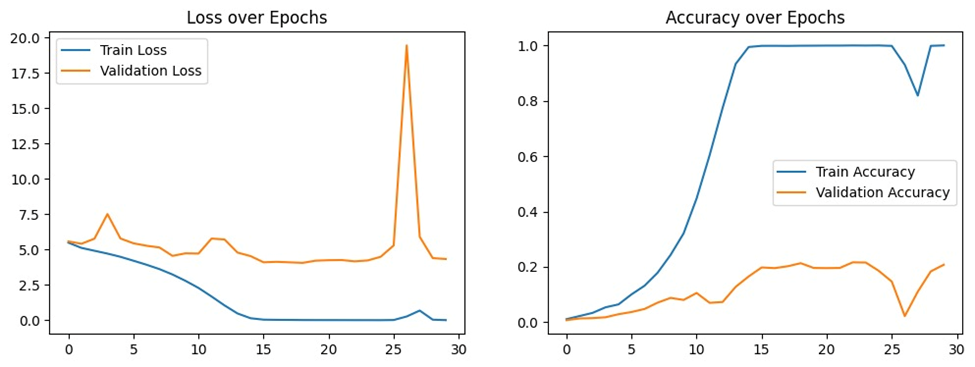 Loss over Epochs
Train Loss
Validation Loss
20.0
17.5
15.0
12.5
10.0
7.5
5.0
2.5
0.0
0 5 10 15 20 25 30
Accuracy over Epochs
Train Accuracy
Validation Accuracy
1.0
0.8
0.6
0.4
0.2
0.0
0 5 10 15 20 25 30